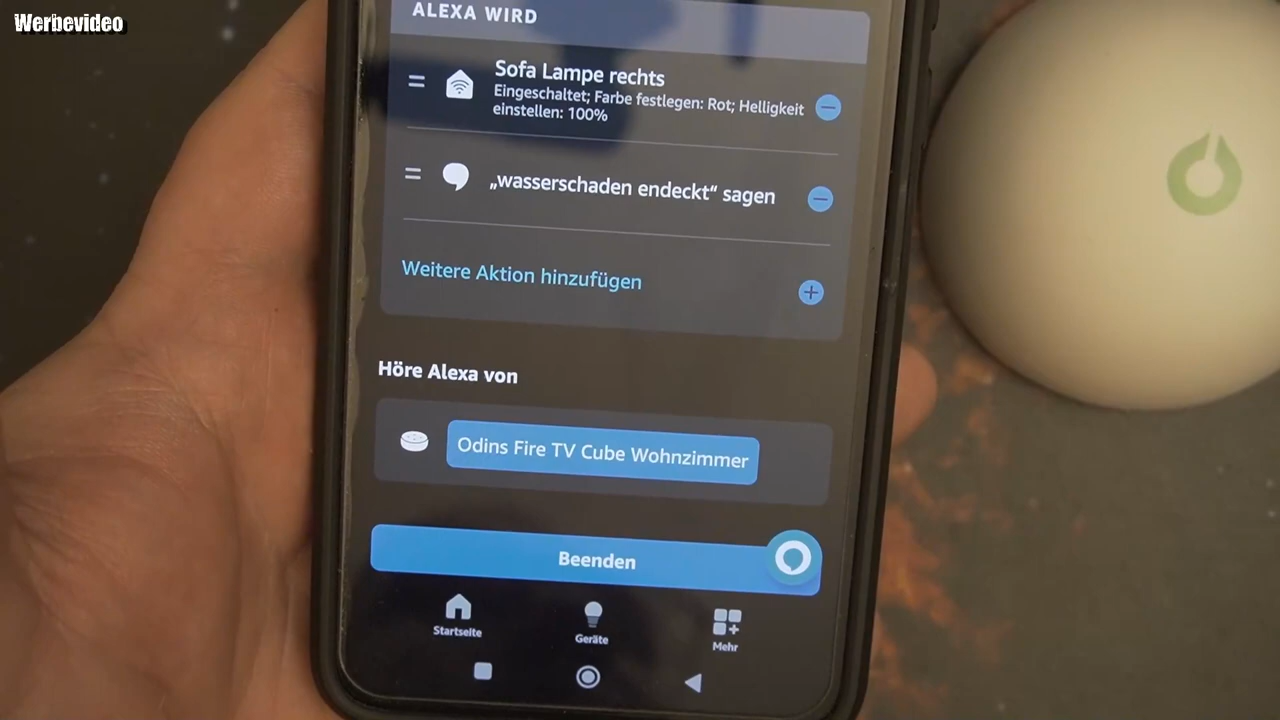 Werbevideo
ALEXA WIRD
Sofa Lampe rechts
Eingeschaltet; Farbe festlegen: Rot; Helligkeit
einstellen: 100%
„wasserschaden endeckt“ sagen
Weitere Aktion hinzufügen
Höre Alexa von
Odins Fire TV Cube Wohnzimmer
Beenden
Startseite
Geräte
Mehr